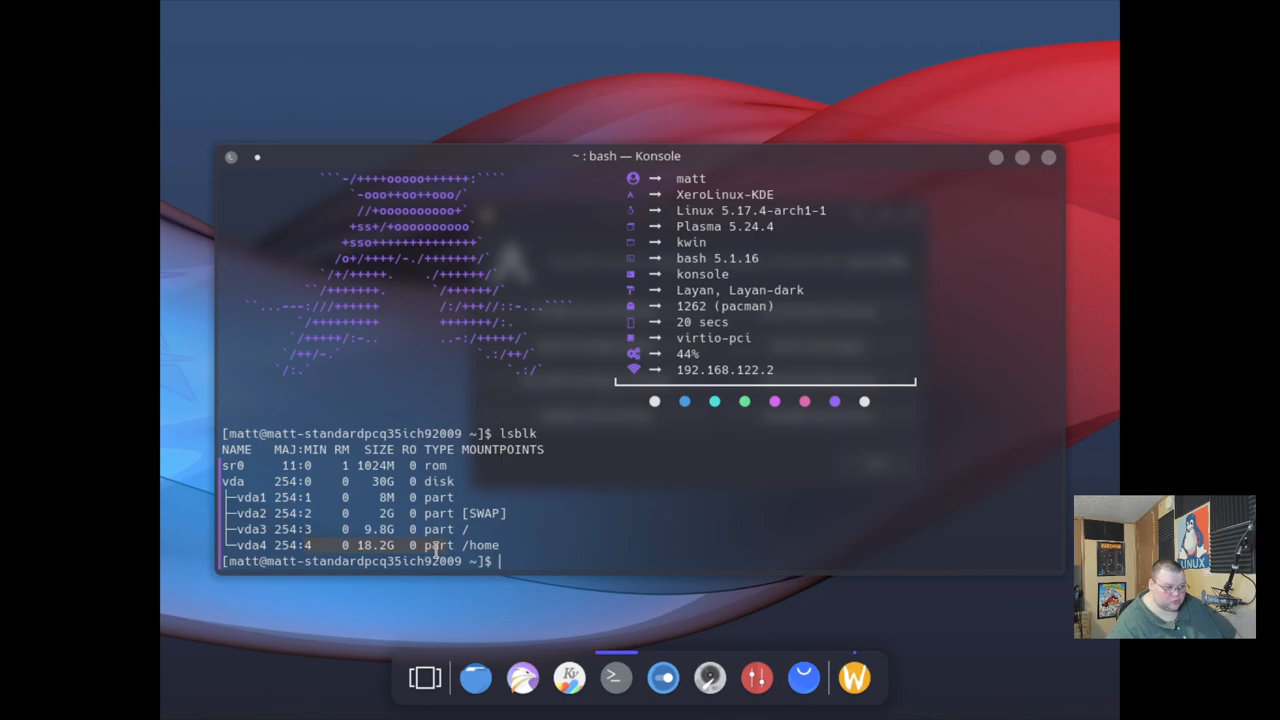 ~ : bash — Konsole
matt
XeroLinux-KDE
Linux 5.17.4-arch1-1
Plasma 5.24.4
kwin
bash 5.1.16
konsole
Layan, Layan-dark
1262 (pacman)
20 secs
virtio-pci
44%
192.168.122.2
[matt@matt-standardpcq35ich92009 ~]$ lsblk
NAME MAJ:MIN RM SIZE RO TYPE MOUNTPOINTS
sr0 11:0 1 1024M 0 rom
vda 254:0 0 30G 0 disk
├─vda1 254:1 0 8M 0 part
├─vda2 254:2 0 2G 0 part [SWAP]
├─vda3 254:3 0 9.8G 0 part /
└─vda4 254:4 0 18.2G 0 part /home
[matt@matt-standardpcq35ich92009 ~]$
LINUX
Kv
W